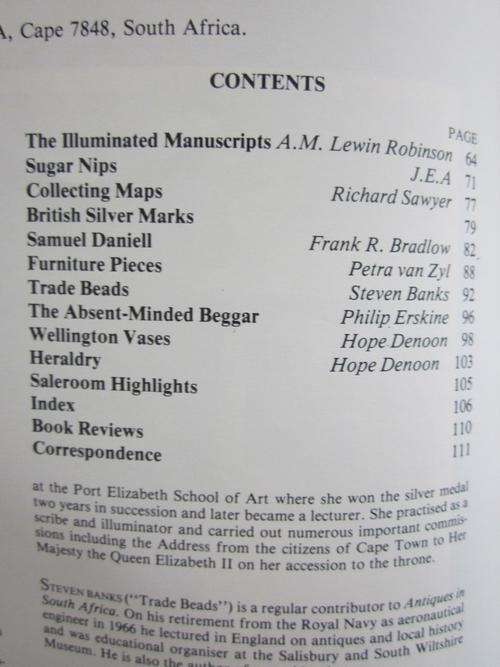 A, Cape 7848, South Africa.
CONTENTS
PAGE
The Illuminated Manuscripts A.M. Lewin Robinson 64
Sugar Nips J.E.A 71
Collecting Maps Richard Sawyer 77
British Silver Marks 79
Samuel Daniell Frank R. Bradlow 82
Furniture Pieces Petra van Zyl 88
Trade Beads Steven Banks 92
The Absent-Minded Beggar Philip Erskine 96
Wellington Vases Hope Denoon 98
Heraldry Hope Denoon 103
Saleroom Highlights 105
Index 106
Book Reviews 110
Correspondence 111
at the Port Elizabeth School of Art where she won the silver medal
two years in succession and later became a lecturer. She practised as a
scribe and illuminator and carried out numerous important commis-
sions including the Address from the citizens of Cape Town to Her
Majesty the Queen Elizabeth II on her accession to the throne.
STEVEN BANKS ("Trade Beads") is a regular contributor to Antiques in
South Africa. On his retirement from the Royal Navy as aeronautical
engineer in 1966 he lectured in England on antiques and local history
and was educational organiser at the Salisbury and South Wiltshire
Museum. He is also the author of